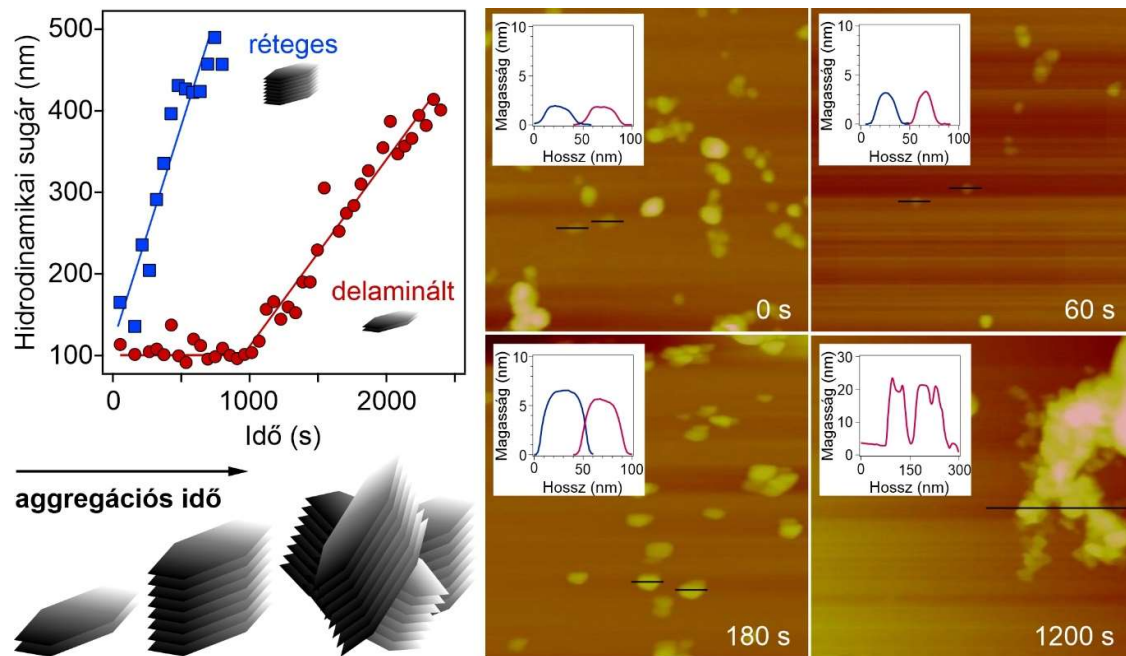 500
400
300
200
100
0
1000
2000
Hidrodinamikai sugár (nm)
Idő (s)
réteges
delaminált
aggregációs idő
10
5
0
0
50
100
Magasság (nm)
Hossz (nm)
0 s
10
5
0
0
50
100
Magasság (nm)
Hossz (nm)
60 s
10
5
0
0
50
100
Magasság (nm)
Hossz (nm)
180 s
30
20
10
0
0
150
300
Magasság (nm)
Hossz (nm)
1200 s